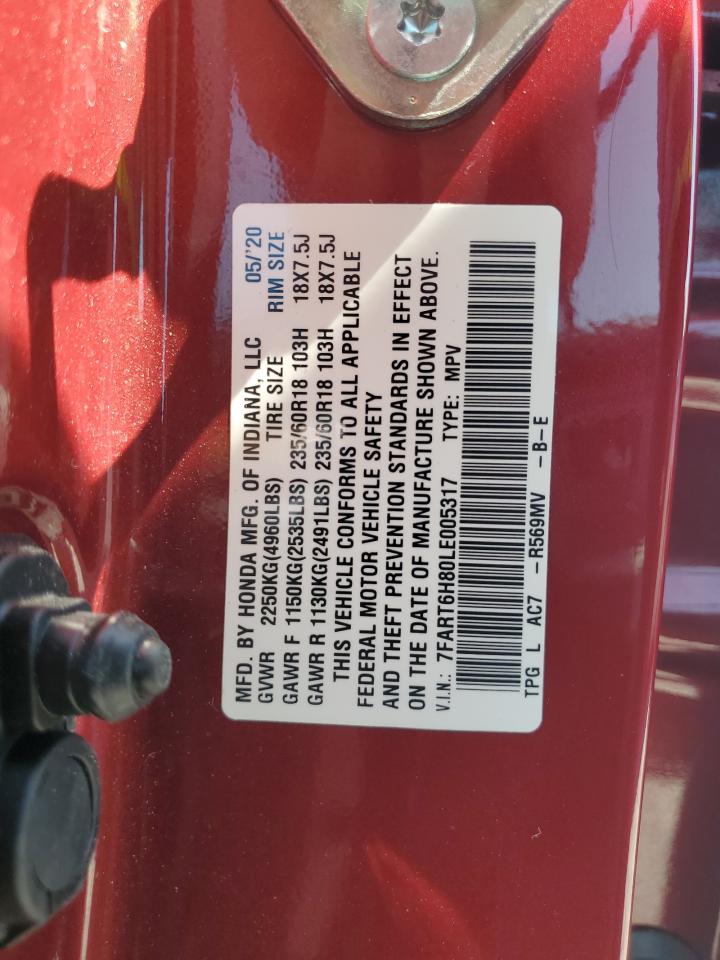 MFD. BY HONDA MFG. OF INDIANA, LLC 05/'20
GVWR 2250KG(4960LBS) TIRE SIZE RIM SIZE
GAWR F 1150KG(2535LBS) 235/60R18 103H 18X7.5J
GAWR R 1130KG(2491LBS) 235/60R18 103H 18X7.5J
THIS VEHICLE CONFORMS TO ALL APPLICABLE
FEDERAL MOTOR VEHICLE SAFETY
AND THEFT PREVENTION STANDARDS IN EFFECT
ON THE DATE OF MANUFACTURE SHOWN ABOVE.
V.I.N.: 7FART6H80LE005317 TYPE: MPV
TPG L AC7 -R569MV -B-E